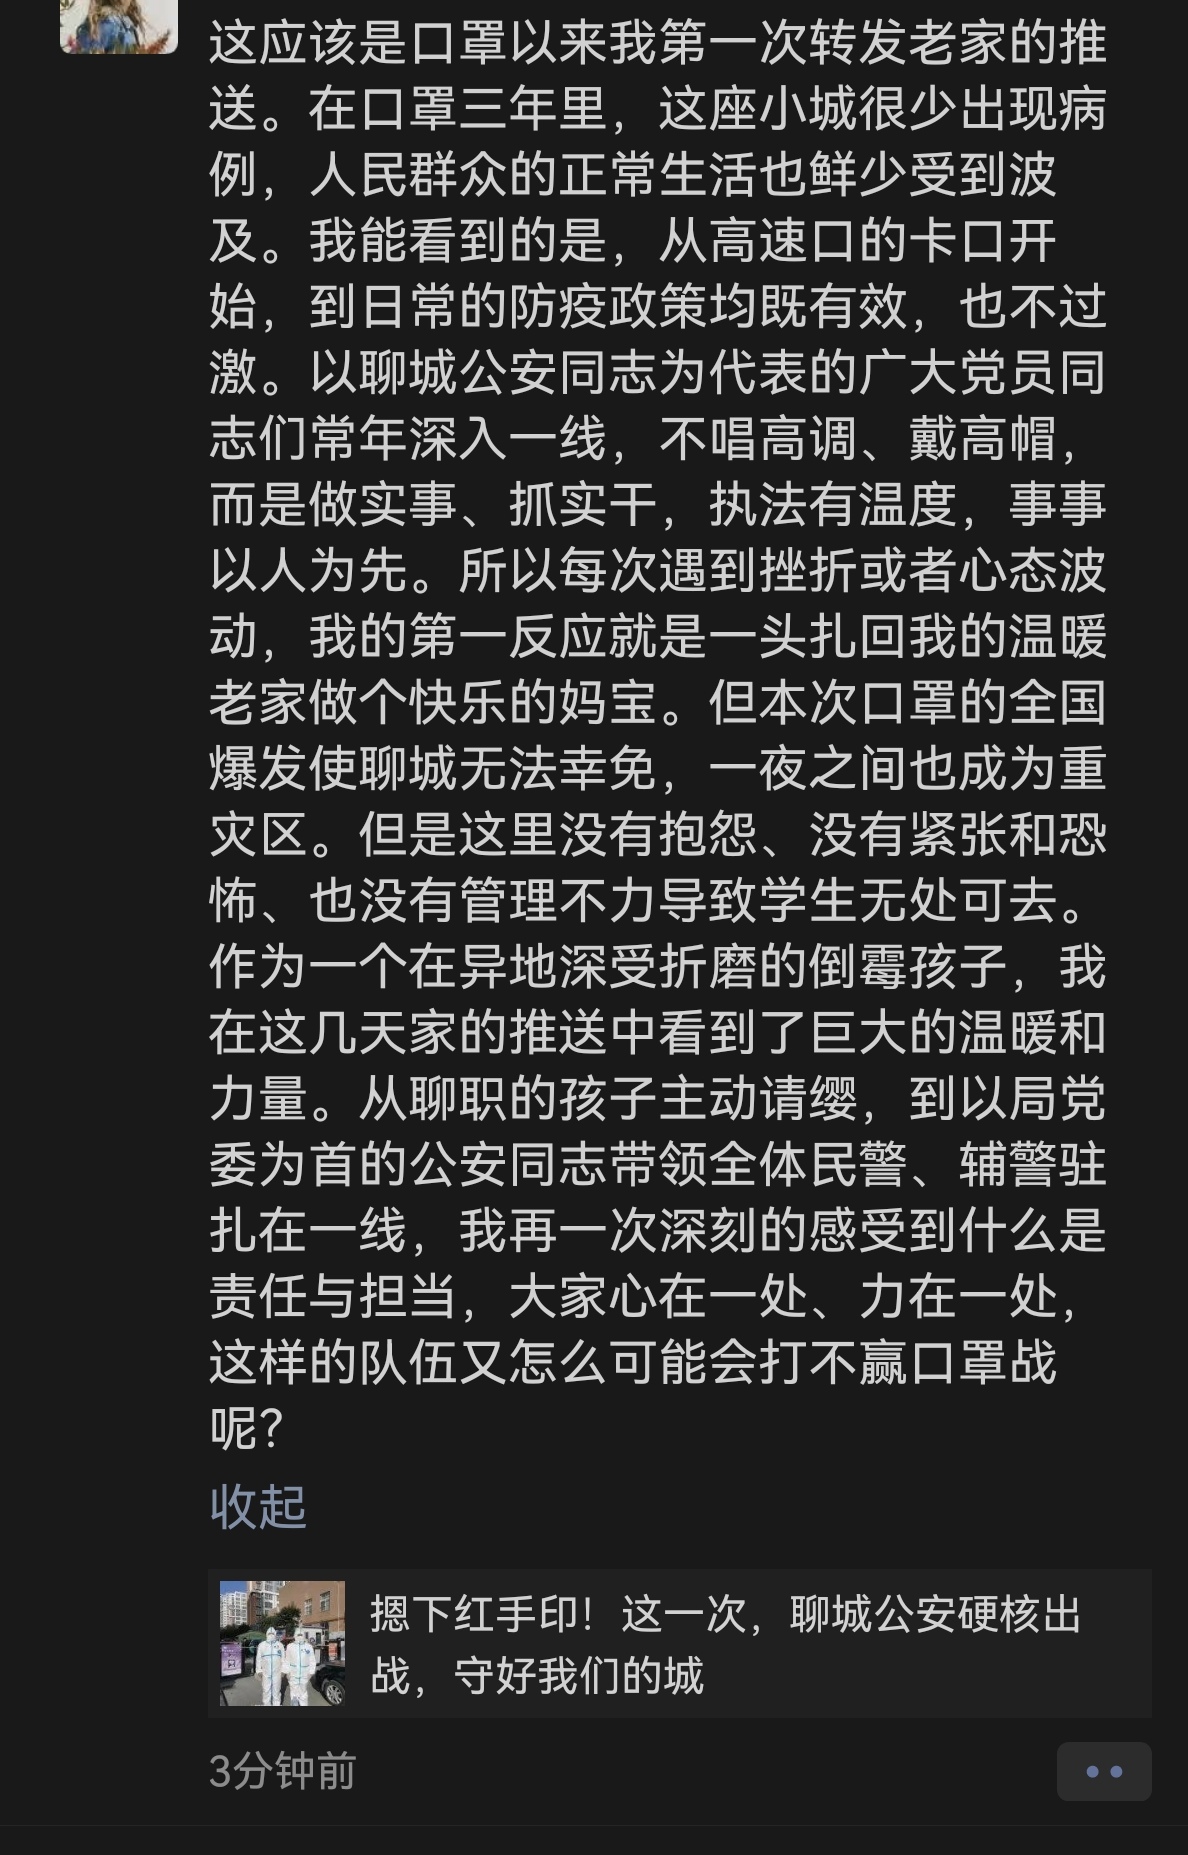 这应该是口罩以来我第一次转发老家的推
送。在口罩三年里，这座小城很少出现病
例，人民群众的正常生活也鲜少受到波
及。我能看到的是，从高速口的卡口开
始，到日常的防疫政策均既有效，也不过
激。以聊城公安同志为代表的广大党员同
志们常年深入一线，不唱高调、戴高帽，
而是做实事、抓实干，执法有温度，事事
以人为先。所以每次遇到挫折或者心态波
动，我的第一反应就是一头扎回我的温暖
老家做个快乐的妈宝。但本次口罩的全国
爆发使聊城无法幸免，一夜之间也成为重
灾区。但是这里没有抱怨、没有紧张和恐
怖、也没有管理不力导致学生无处可去。
作为一个在异地深受折磨的倒霉孩子，我
在这几天家的推送中看到了巨大的温暖和
力量。从聊职的孩子主动请缨，到以局党
委为首的公安同志带领全体民警、辅警驻
扎在一线，我再一次深刻的感受到什么是
责任与担当，大家心在一处、力在一处，
这样的队伍又怎么可能会打不赢口罩战
呢？
收起
摁下红手印！这一次，聊城公安硬核出
战，守好我们的城
3分钟前